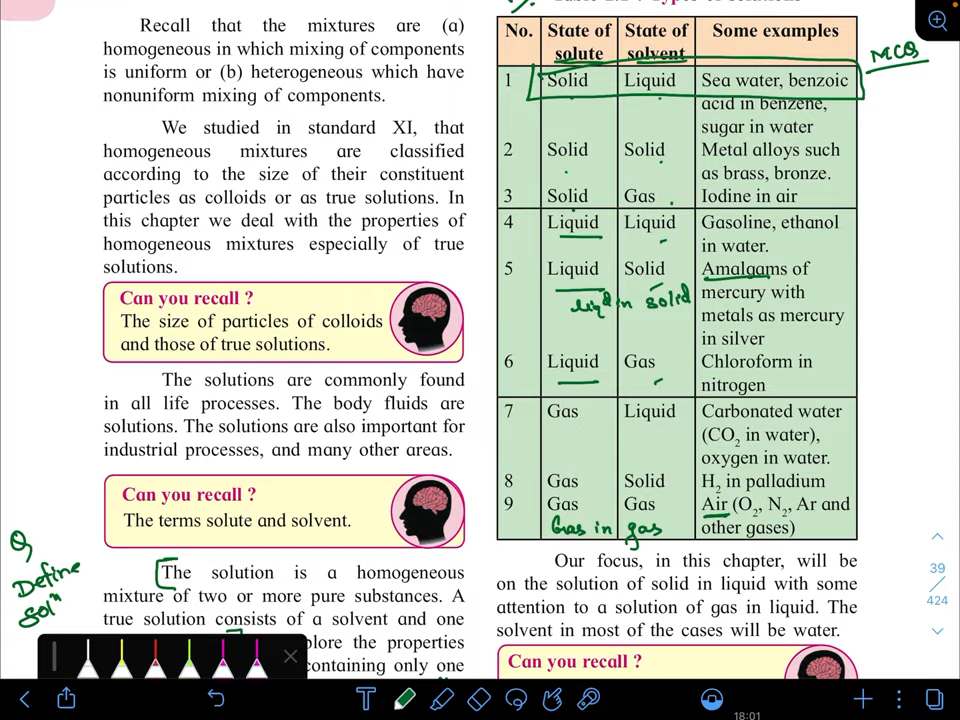 Recall that the mixtures are (a)
homogeneous in which mixing of components
is uniform or (b) heterogeneous which have
nonuniform mixing of components.
We studied in standard XI, that
homogeneous mixtures are classified
according to the size of their constituent
particles as colloids or as true solutions. In
this chapter we deal with the properties of
homogeneous mixtures especially of true
solutions.
Can you recall ?
The size of particles of colloids
and those of true solutions.
The solutions are commonly found
in all life processes. The body fluids are
solutions. The solutions are also important for
industrial processes, and many other areas.
Can you recall ?
The terms solute and solvent.
Q,
Define
solⁿ
The solution is a homogeneous
mixture of two or more pure substances. A
true solution consists of a solvent and one
plore the properties
containing only one
No. State of solute State of solvent Some examples
MCQ
1 Solid Liquid Sea water, benzoic
acid in benzene,
sugar in water
2 Solid Solid Metal alloys such
as brass, bronze.
3 Solid Gas Iodine in air
4 Liquid Liquid Gasoline, ethanol
in water.
5 Liquid Solid Amalgams of
mercury with
metals as mercury
in silver
liqd in solid
6 Liquid Gas Chloroform in
nitrogen
7 Gas Liquid Carbonated water
(CO₂ in water),
oxygen in water.
8 Gas Solid H₂ in palladium
9 Gas Gas Air (O₂, N₂, Ar and
other gases)
Gas in gas
Our focus, in this chapter, will be
on the solution of solid in liquid with some
attention to a solution of gas in liquid. The
solvent in most of the cases will be water.
Can you recall ?
39
424
18:01